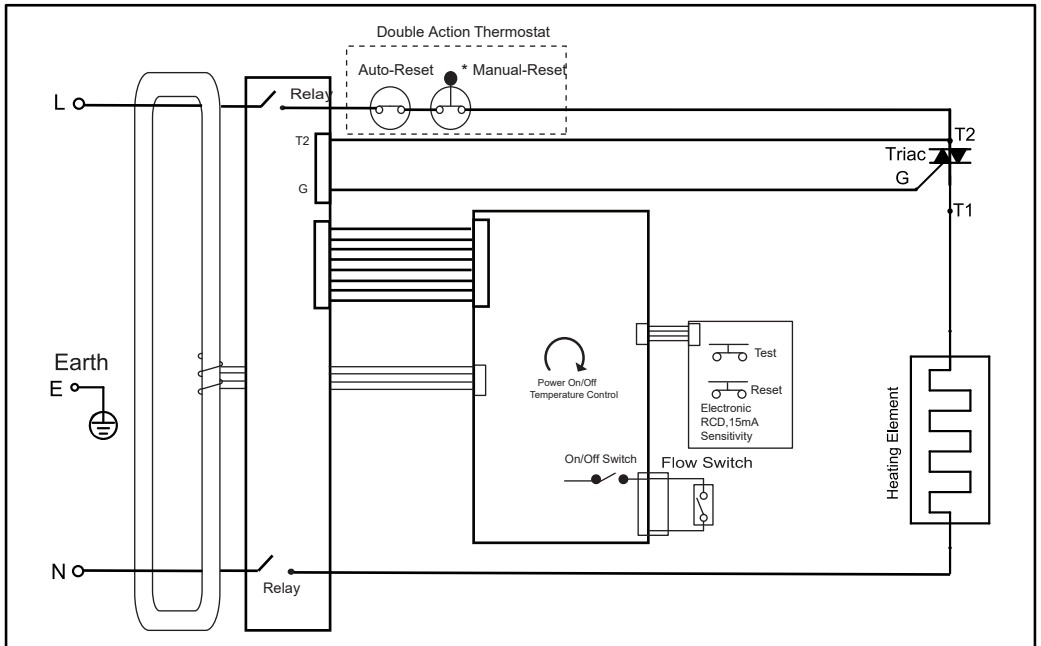 Double Action Thermostat
Auto-Reset
* Manual-Reset
L
Relay
T2
T2
Triac
G
G
T1
Earth
E
Test
Power On/Off
Temperature Control
Reset
Electronic
RCD,15mA
Sensitivity
On/Off Switch
Flow Switch
Heating Element
N
Relay